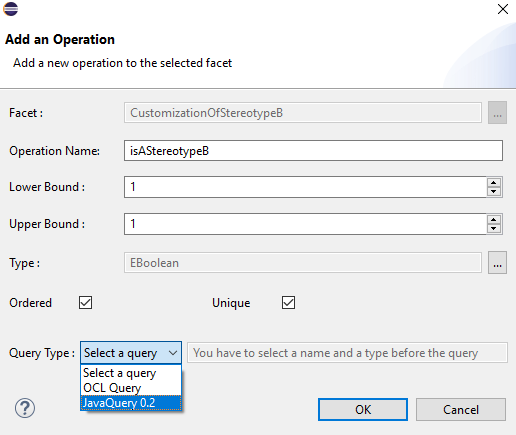 Add an Operation
Add a new operation to the selected facet
Facet : CustomizationOfStereotypeB ...
Operation Name: isAStereotypeB
Lower Bound : 1
Upper Bound : 1
Type : EBoolean ...
Ordered Unique
Query Type : Select a query You have to select a name and a type before the query
Select a query
OCL Query
JavaQuery 0.2
? OK Cancel